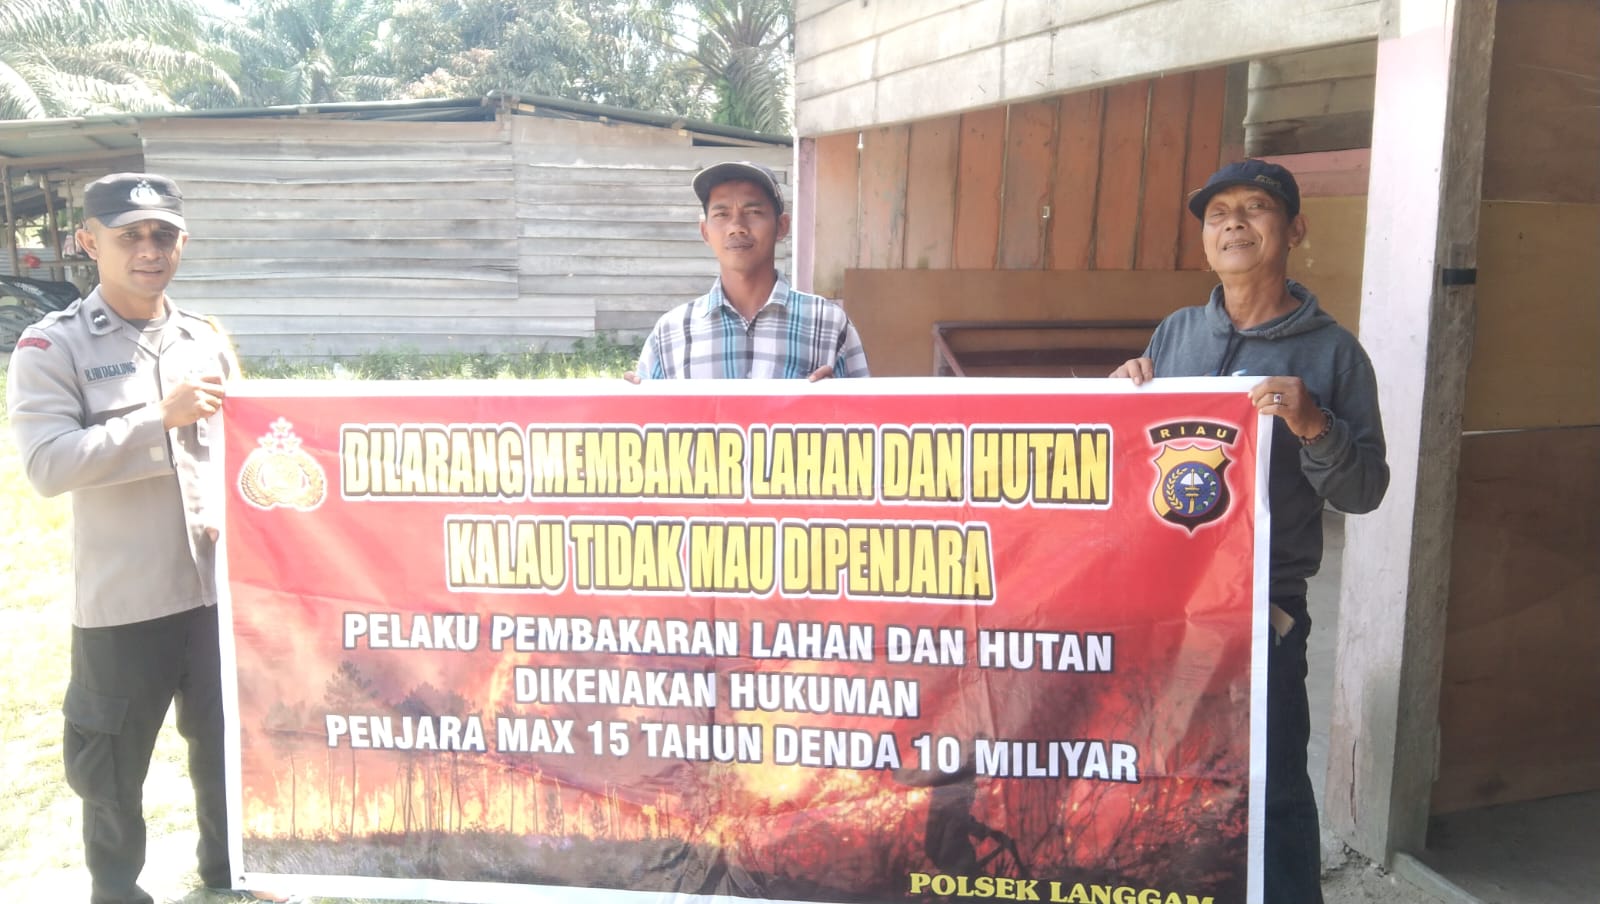 R.HUTAGALUNG
RIAU
DILARANG MEMBAKAR LAHAN DAN HUTAN
KALAU TIDAK MAU DIPENJARA
PELAKU PEMBAKARAN LAHAN DAN HUTAN
DIKENAKAN HUKUMAN
PENJARA MAX 15 TAHUN DENDA 10 MILIYAR
POLSEK LANGGAM